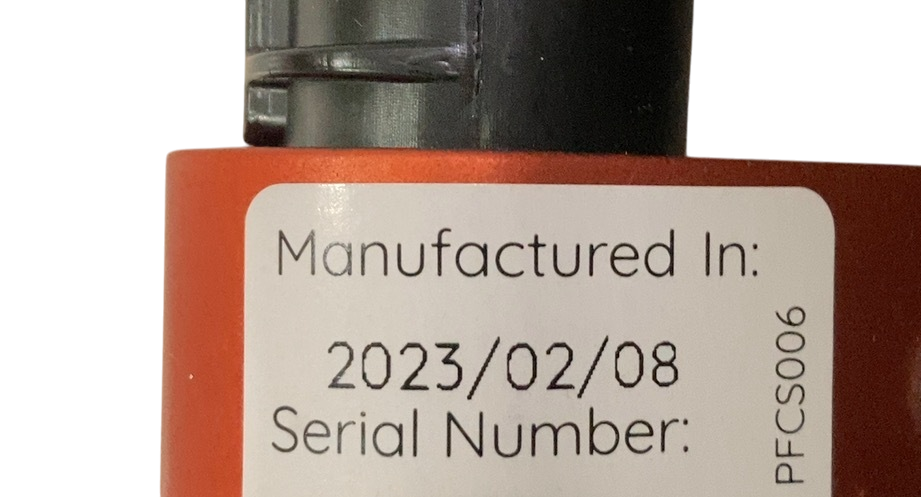 Manufactured In:
2023/02/08
Serial Number:
PFCS006